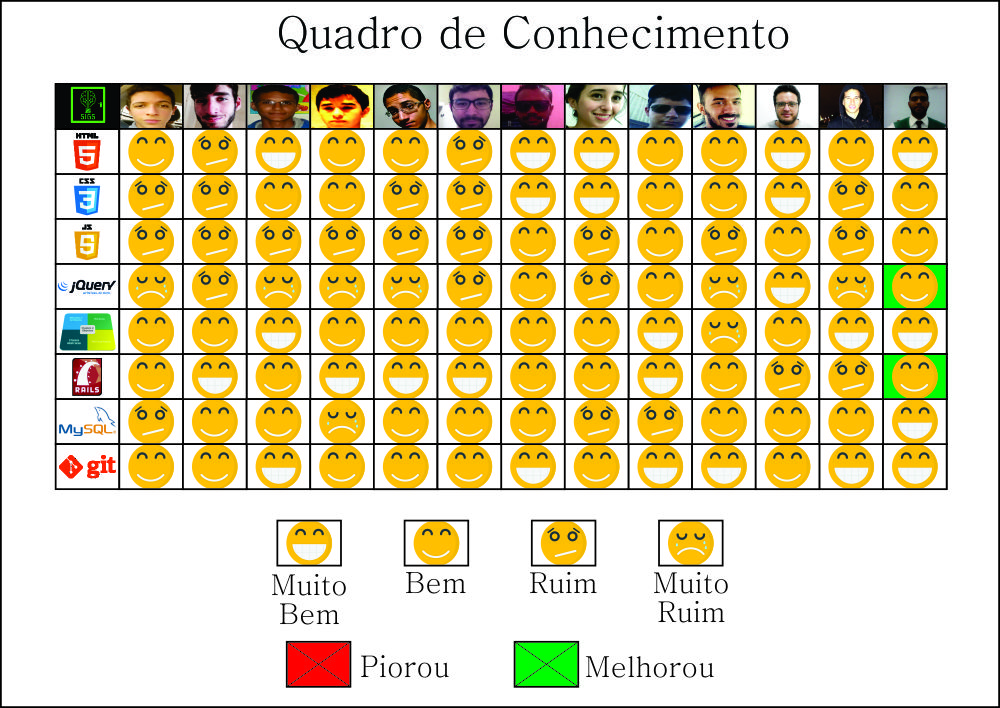 Quadro de Conhecimento
SIGS
HTML
5
CSS
3
JS
5
jQuery
RAILS
MySQL
git
Muito Bem
Bem
Ruim
Muito Ruim
Piorou
Melhorou